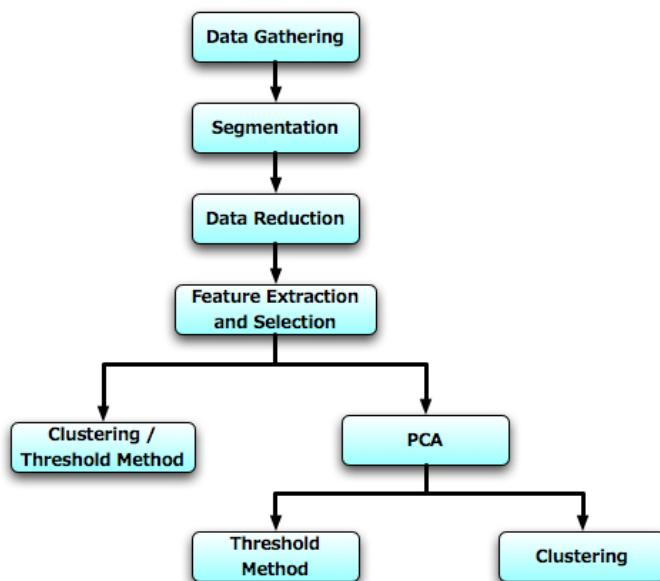 Data Gathering
Segmentation
Data Reduction
Feature Extraction
and Selection
Clustering /
Threshold Method
PCA
Threshold
Method
Clustering